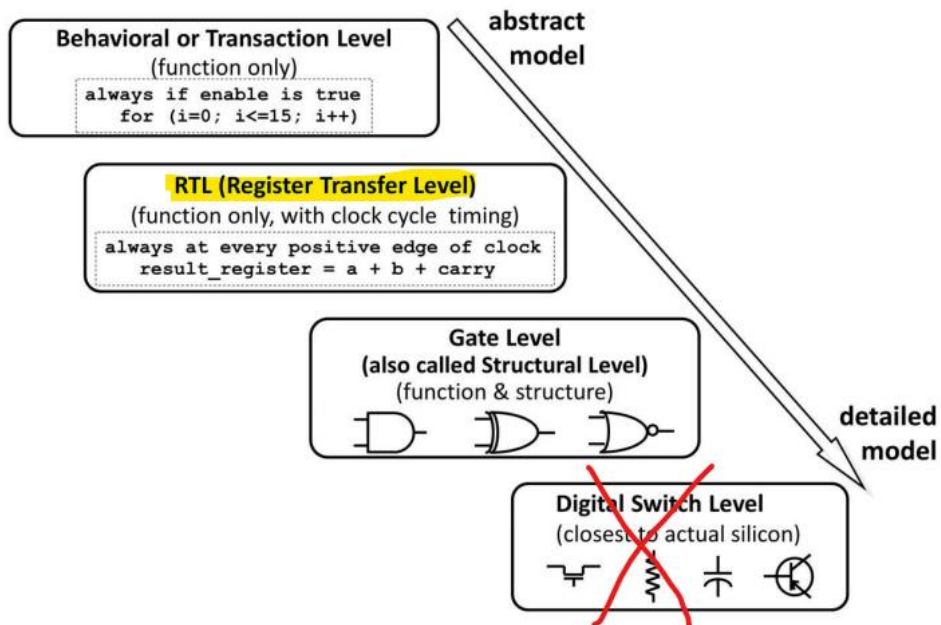 abstract
model
Behavioral or Transaction Level
(function only)
always if enable is true
for (i=0; i<=15; i++)
RTL (Register Transfer Level)
(function only, with clock cycle timing)
always at every positive edge of clock
result_register = a + b + carry
Gate Level
(also called Structural Level)
(function & structure)
detailed
model
Digital Switch Level
(closest to actual silicon)